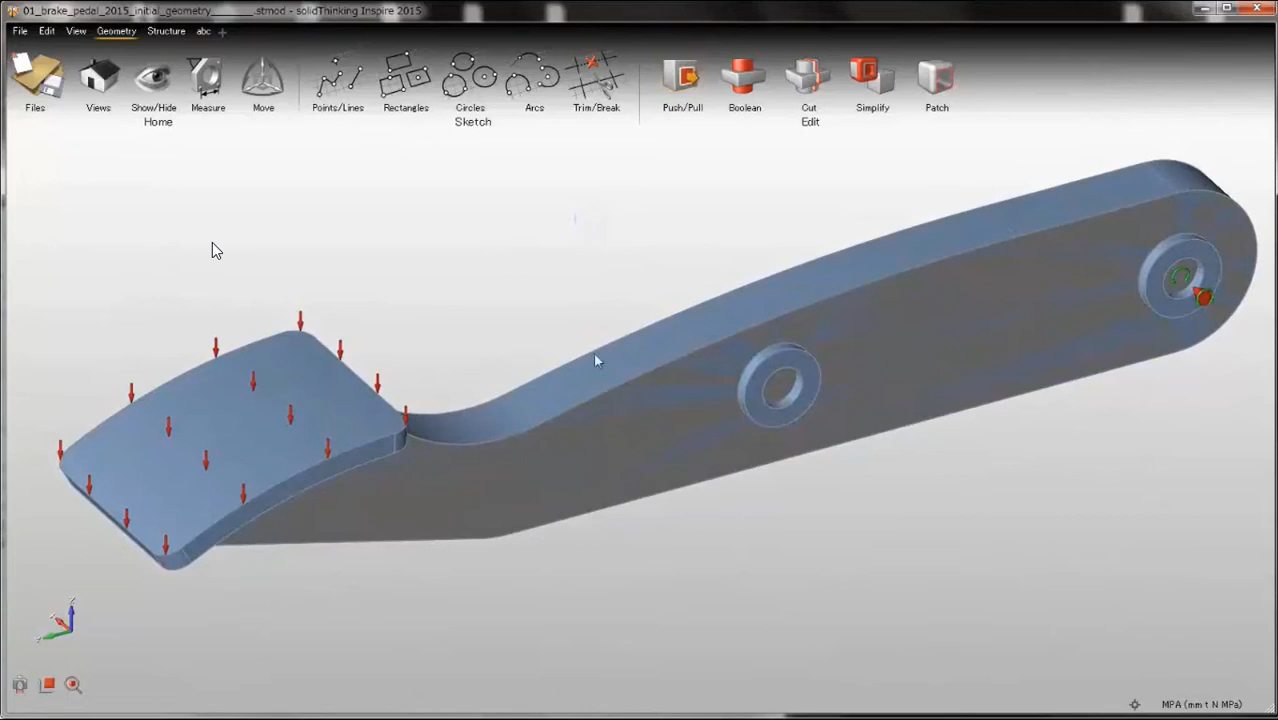 01_brake_pedal_2015_initial_geometry________.stmod - solidThinking Inspire 2015
File Edit View Geometry Structure abc
Files Views Show/Hide Measure Move Points/Lines Rectangles Circles Arcs Trim/Break Push/Pull Boolean Cut Simplify Patch
Home Sketch Edit
MPA (mm t N MPa)